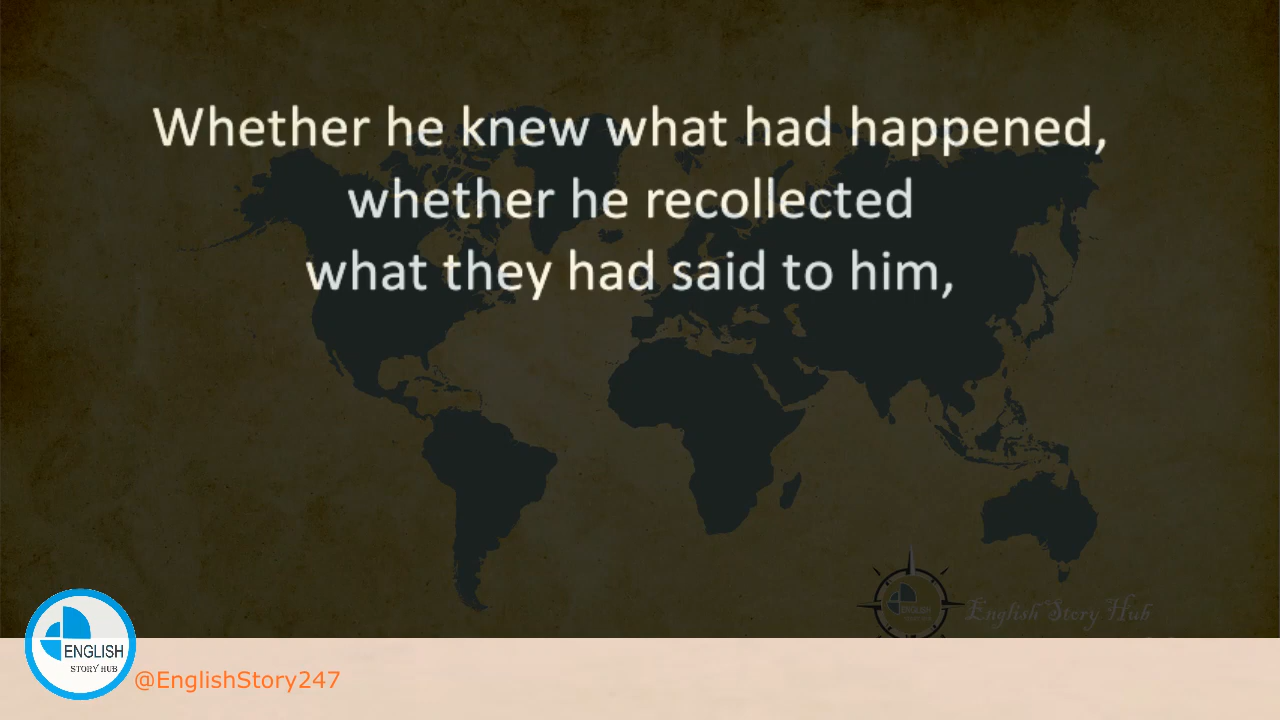 Whether he knew what had happened,
whether he recollected
what they had said to him,
ENGLISH
English Story Hub
ENGLISH
STORY HUB
@EnglishStory247